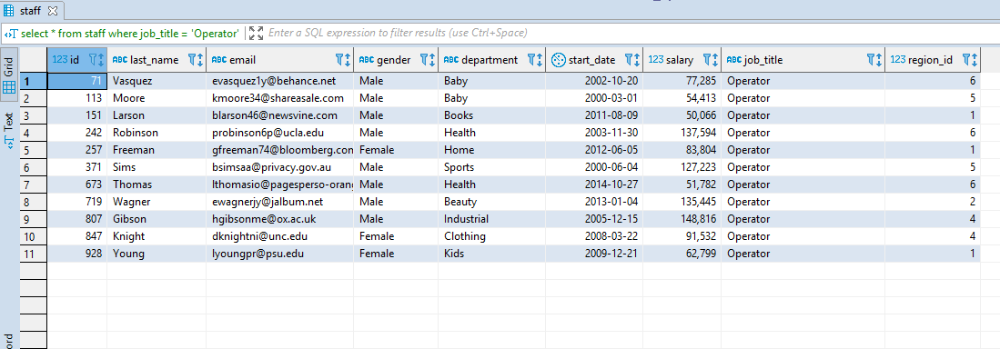 staff
select * from staff where job_title = 'Operator' Enter a SQL expression to filter results (use Ctrl+Space)
Grid
Text
123 id ABC last_name ABC email ABC gender ABC department start_date 123 salary ABC job_title 123 region_id
1 71 Vasquez evasquez1y@behance.net Male Baby 2002-10-20 77,285 Operator 6
2 113 Moore kmoore34@shareasale.com Male Baby 2000-03-01 54,413 Operator 5
3 151 Larson blarson46@newsvine.com Male Books 2011-08-09 50,066 Operator 1
4 242 Robinson probinson6p@ucla.edu Male Health 2003-11-30 137,594 Operator 6
5 257 Freeman gfreeman74@bloomberg.con Female Home 2012-06-05 83,804 Operator 1
6 371 Sims bsimsaa@privacy.gov.au Male Sports 2000-06-04 127,223 Operator 5
7 673 Thomas lthomasio@pagesperso-oran Male Health 2014-10-27 51,782 Operator 6
8 719 Wagner ewagnerjy@jalbum.net Male Beauty 2013-01-04 135,445 Operator 2
9 807 Gibson hgibsonme@ox.ac.uk Male Industrial 2005-12-15 148,816 Operator 4
10 847 Knight dknightni@unc.edu Female Clothing 2008-03-22 91,532 Operator 4
11 928 Young lyoungpr@psu.edu Female Kids 2009-12-21 62,799 Operator 1
ord